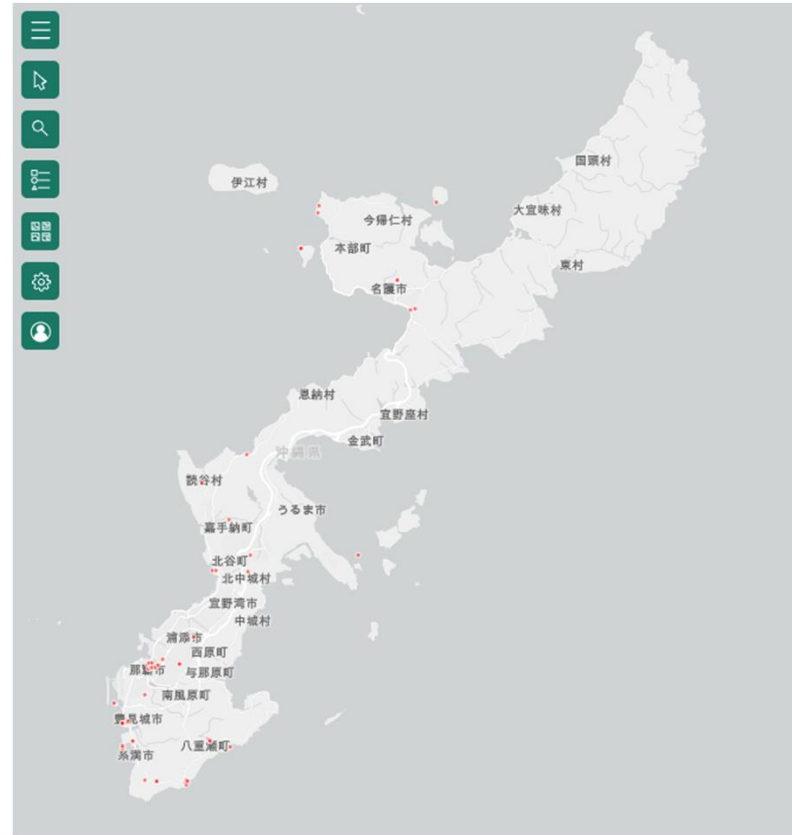 国頭村
伊江村
大宜味村
今帰仁村
本部町
東村
名護市
恩納村
宜野座村
金武町
沖縄県
読谷村
うるま市
嘉手納町
北谷町
北中城村
宜野湾市
中城村
浦添市
西原町
那覇市
与那原町
南風原町
豊見城市
八重瀬町
糸満市